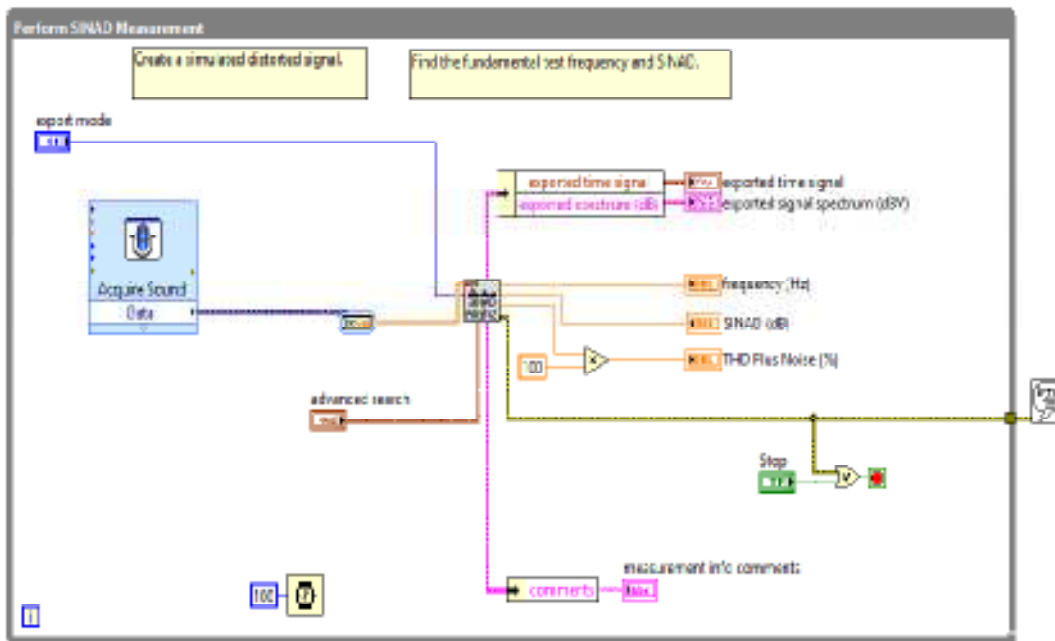 Perform SINAD Measurement
Create a simulated distorted signal.
Find the fundamental test frequency and SINAD.
export mode
exported time signal
exported time signal
exported spectrum (dB)
exported signal spectrum (dBV)
Acquire Sound
Data
frequency (Hz)
SINAD
SINAD (dB)
100
THD Plus Noise (%)
advanced search
Stop
TF
measurement info comments
100
comments
i